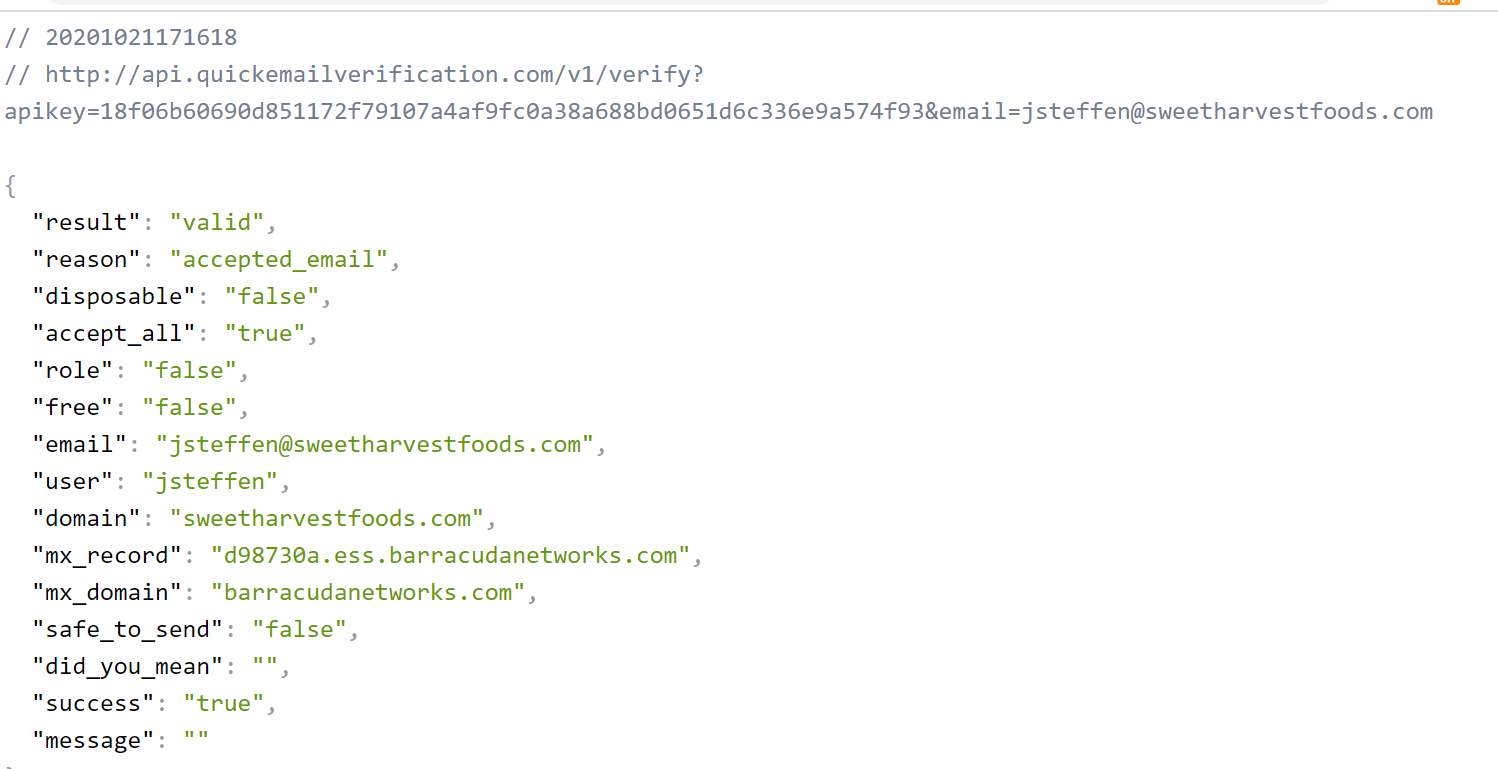 // 20201021171618
// http://api.quickemailverification.com/v1/verify?
apikey=18f06b60690d851172f79107a4af9fc0a38a688bd0651d6c336e9a574f93&email=jsteffen@sweetharvestfoods.com
{
"result": "valid",
"reason": "accepted_email",
"disposable": "false",
"accept_all": "true",
"role": "false",
"free": "false",
"email": "jsteffen@sweetharvestfoods.com",
"user": "jsteffen",
"domain": "sweetharvestfoods.com",
"mx_record": "d98730a.ess.barracudanetworks.com",
"mx_domain": "barracudanetworks.com",
"safe_to_send": "false",
"did_you_mean": "",
"success": "true",
"message": ""